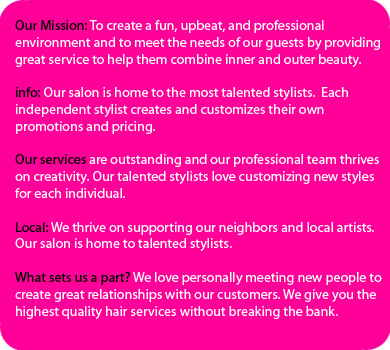 Our Mission: To create a fun, upbeat, and professional
environment and to meet the needs of our guests by providing
great service to help them combine inner and outer beauty.
info: Our salon is home to the most talented stylists.  Each
independent stylist creates and customizes their own
promotions and pricing.
Our services are outstanding and our professional team thrives
on creativity. Our talented stylists love customizing new styles
for each individual.
Local: We thrive on supporting our neighbors and local artists.
Our salon is home to talented stylists.
What sets us a part? We love personally meeting new people to
create great relationships with our customers. We give you the
highest quality hair services without breaking the bank.